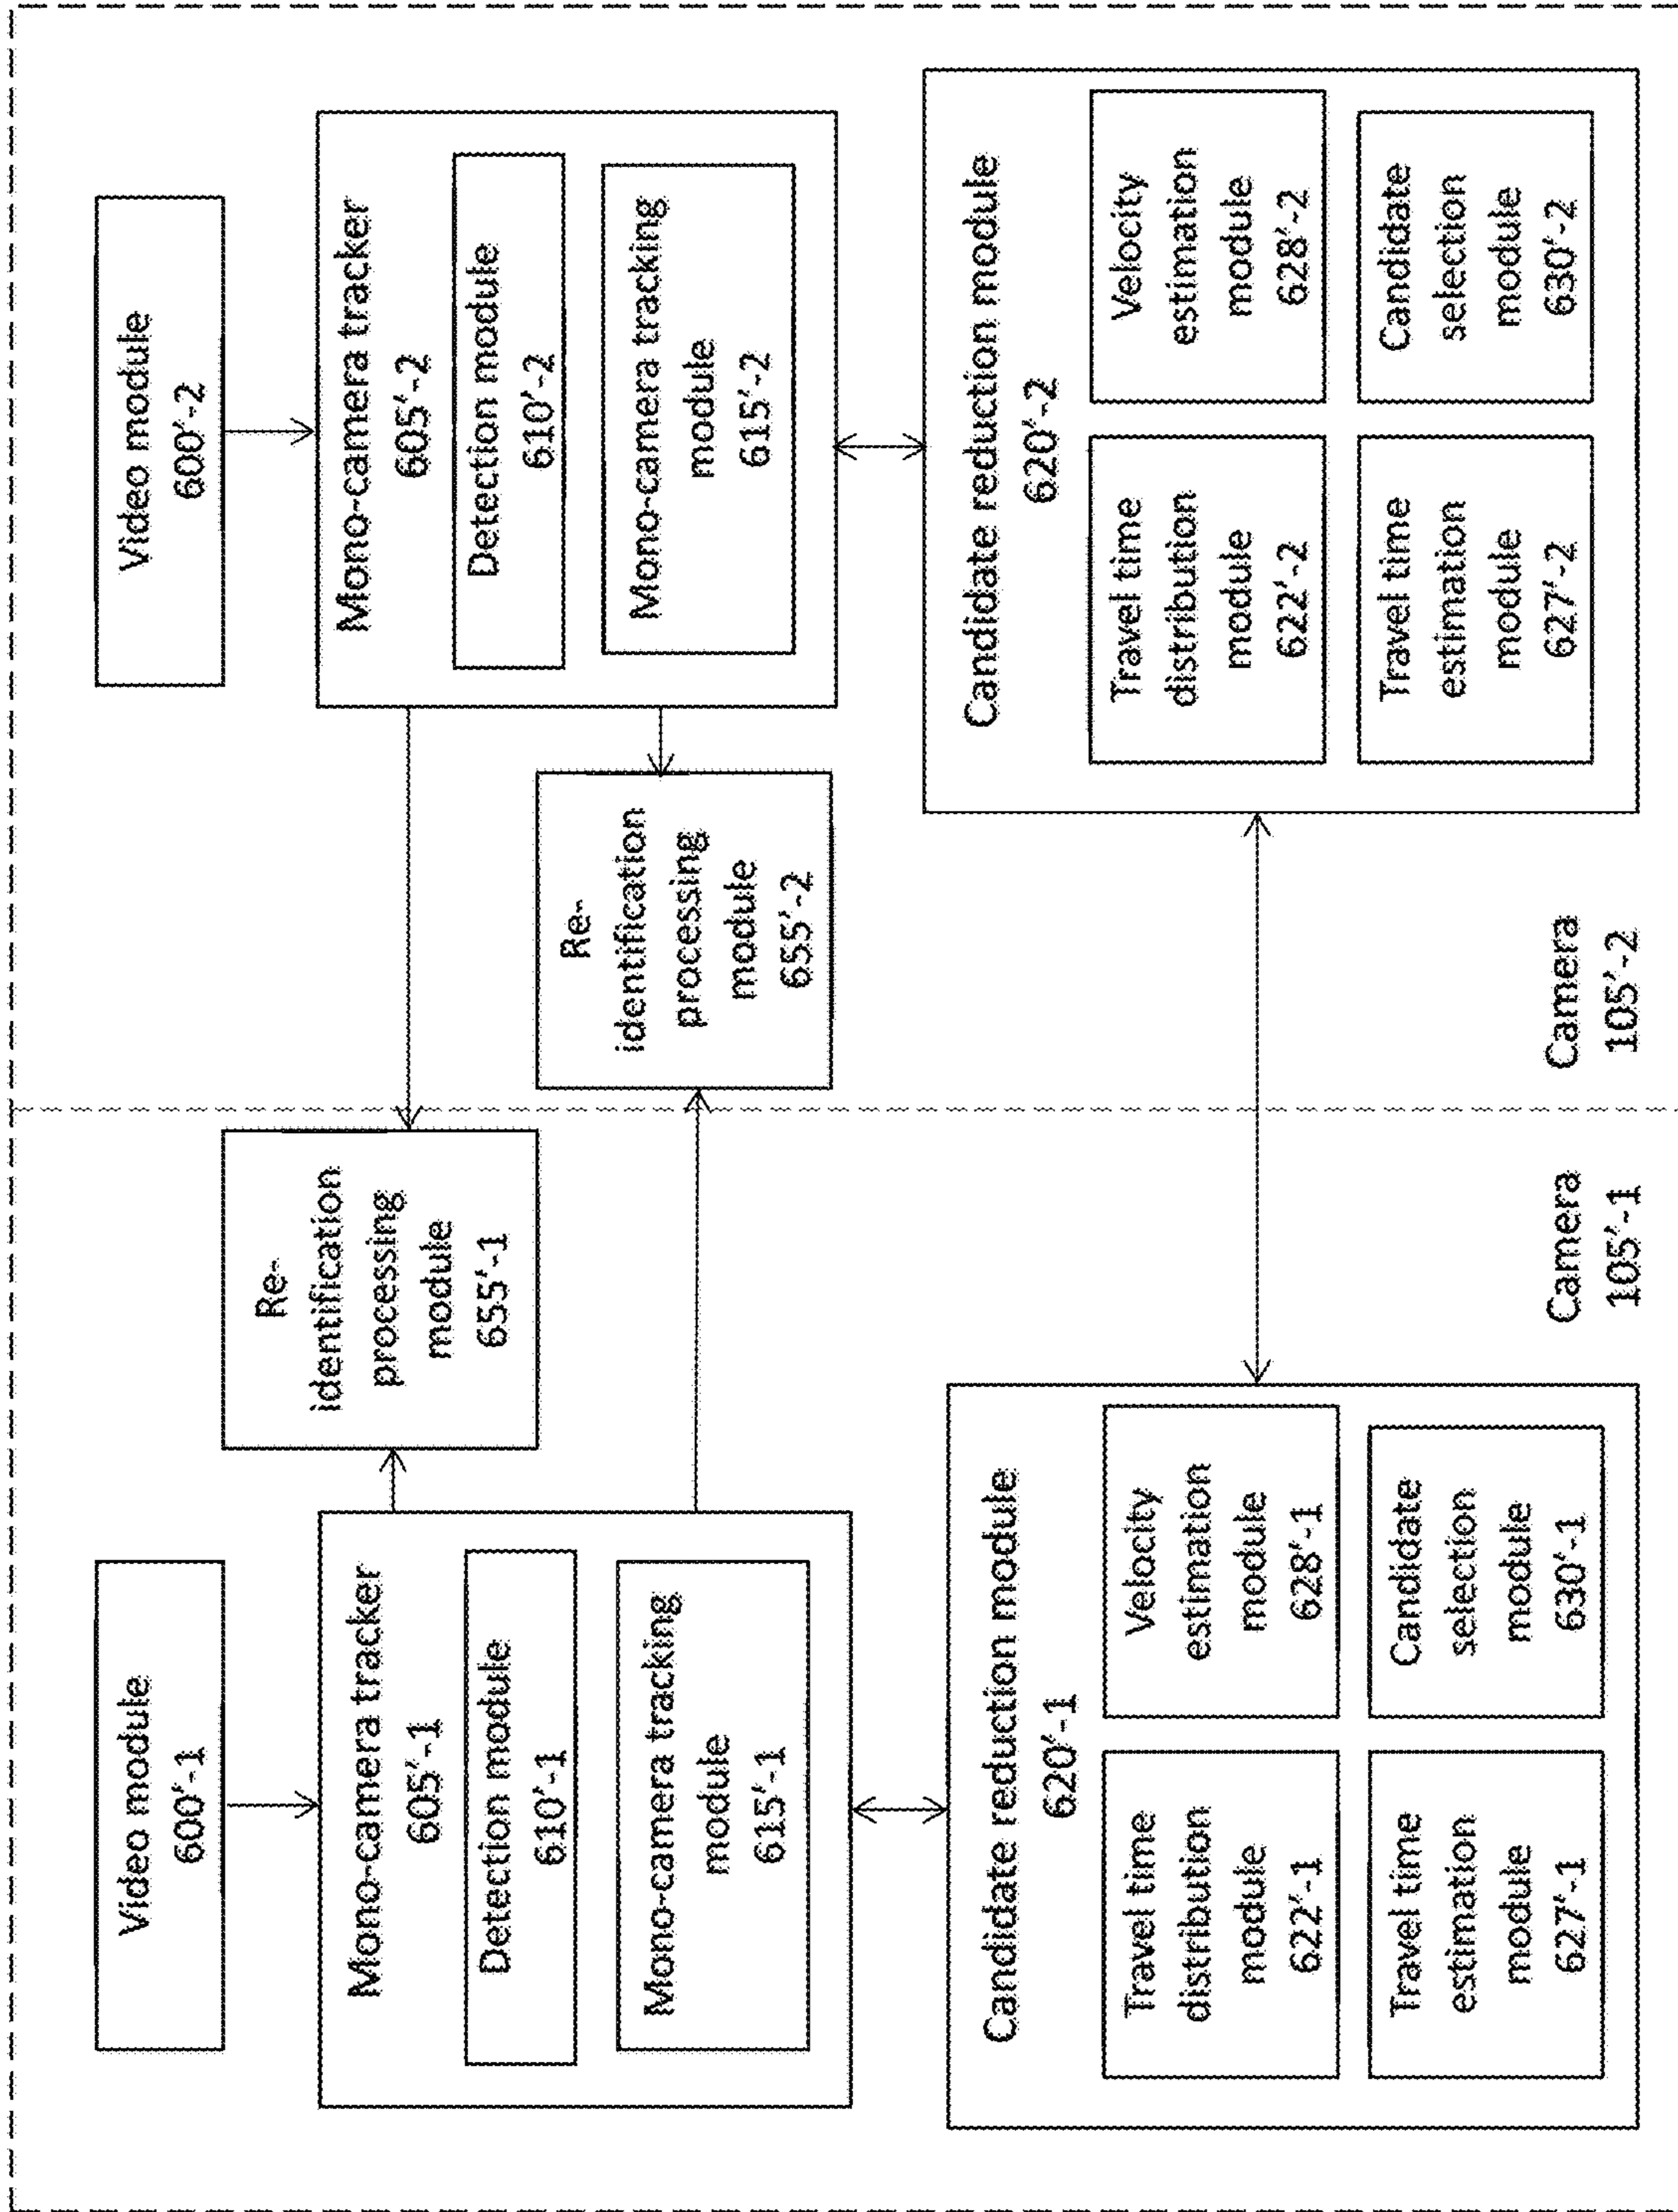 Video module
600'-1
Mono-camera tracker
605'-1
Detection module
610'-1
Mono-camera tracking
module
615'-1
Re-
identification
processing
module
655'-1
Candidate reduction module
620'-1
Travel time
distribution
module
622'-1
Velocity
estimation
module
628'-1
Travel time
estimation
module
627'-1
Candidate
selection
module
630'-1
Camera
105'-1
Video module
600'-2
Mono-camera tracker
605'-2
Detection module
610'-2
Mono-camera tracking
module
615'-2
Re-
identification
processing
module
655'-2
Candidate reduction module
620'-2
Travel time
distribution
module
622'-2
Velocity
estimation
module
628'-2
Travel time
estimation
module
627'-2
Candidate
selection
module
630'-2
Camera
105'-2